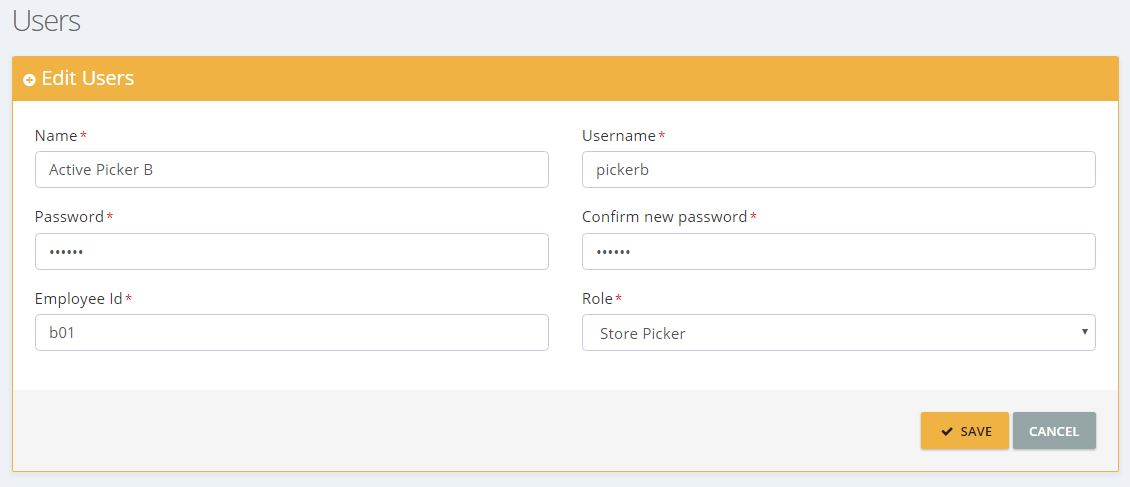 Users
Edit Users
Name* Username*
Active Picker B pickerb
Password* Confirm new password*
•••••• ••••••
Employee Id* Role*
b01 Store Picker
SAVE CANCEL